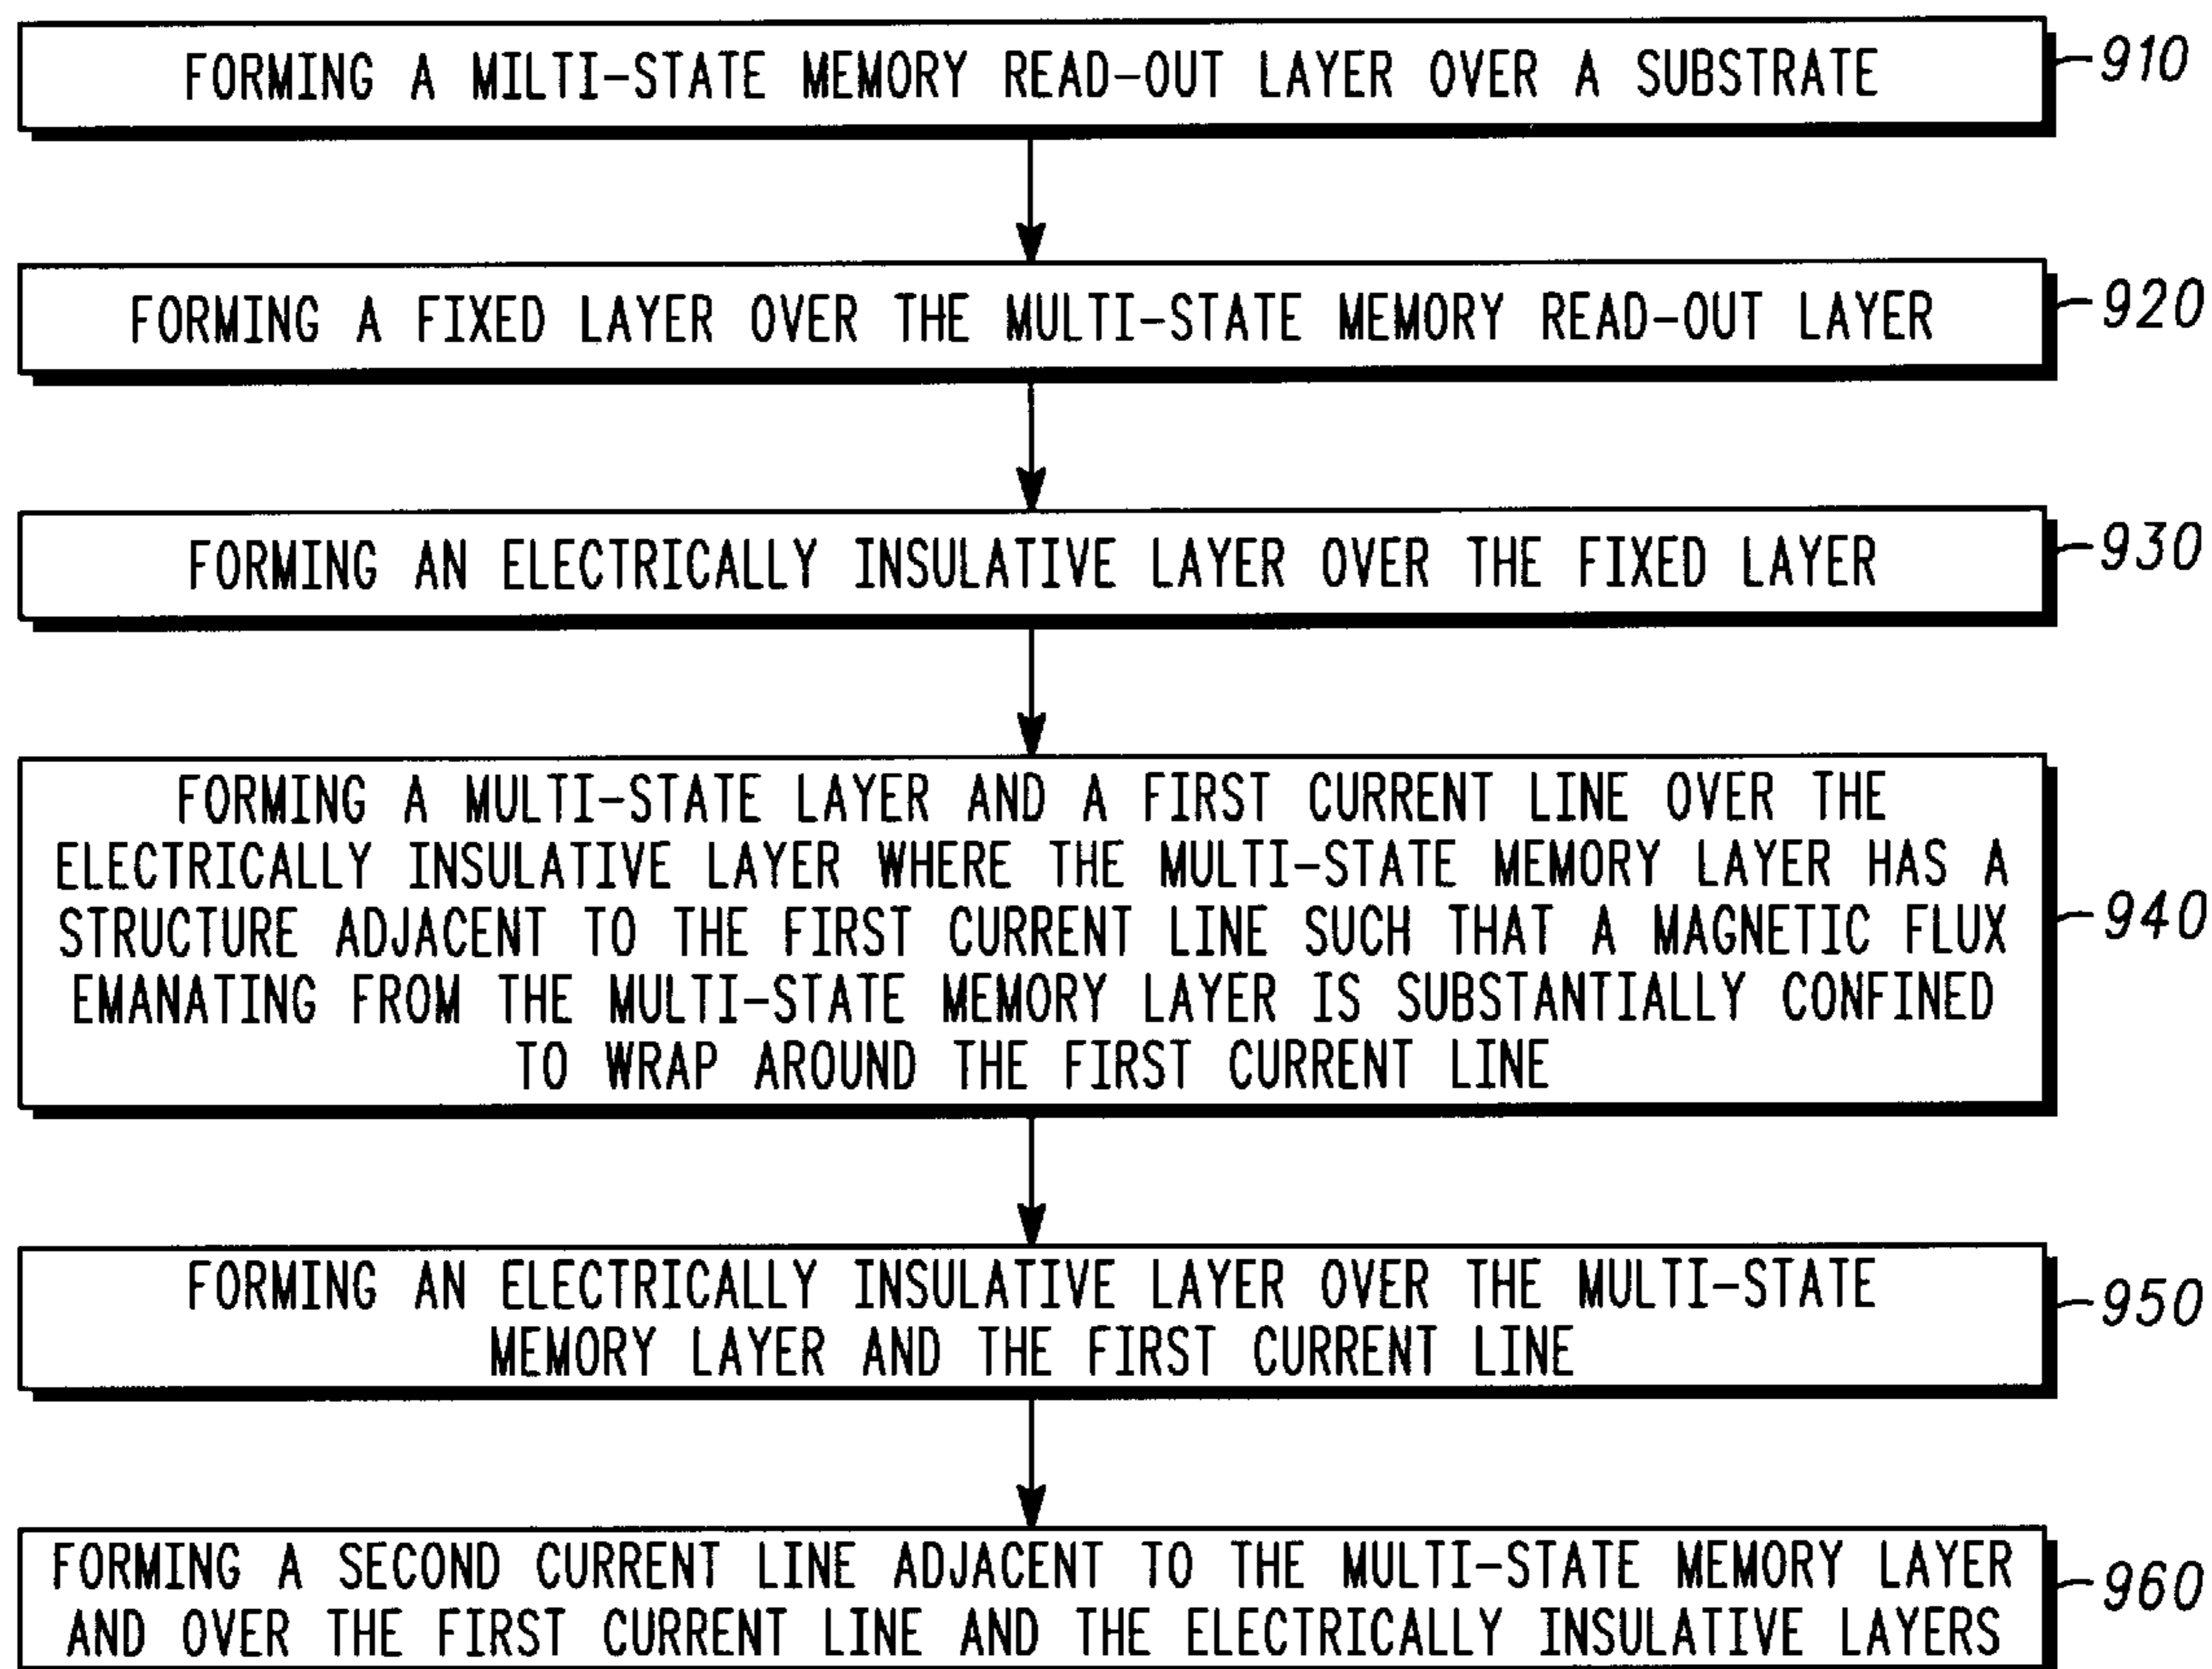 FORMING A MILTI-STATE MEMORY READ-OUT LAYER OVER A SUBSTRATE
910
FORMING A FIXED LAYER OVER THE MULTI-STATE MEMORY READ-OUT LAYER
920
FORMING AN ELECTRICALLY INSULATIVE LAYER OVER THE FIXED LAYER
930
FORMING A MULTI-STATE LAYER AND A FIRST CURRENT LINE OVER THE
ELECTRICALLY INSULATIVE LAYER WHERE THE MULTI-STATE MEMORY LAYER HAS A
STRUCTURE ADJACENT TO THE FIRST CURRENT LINE SUCH THAT A MAGNETIC FLUX
EMANATING FROM THE MULTI-STATE MEMORY LAYER IS SUBSTANTIALLY CONFINED
TO WRAP AROUND THE FIRST CURRENT LINE
940
FORMING AN ELECTRICALLY INSULATIVE LAYER OVER THE MULTI-STATE
MEMORY LAYER AND THE FIRST CURRENT LINE
950
FORMING A SECOND CURRENT LINE ADJACENT TO THE MULTI-STATE MEMORY LAYER
AND OVER THE FIRST CURRENT LINE AND THE ELECTRICALLY INSULATIVE LAYERS
960